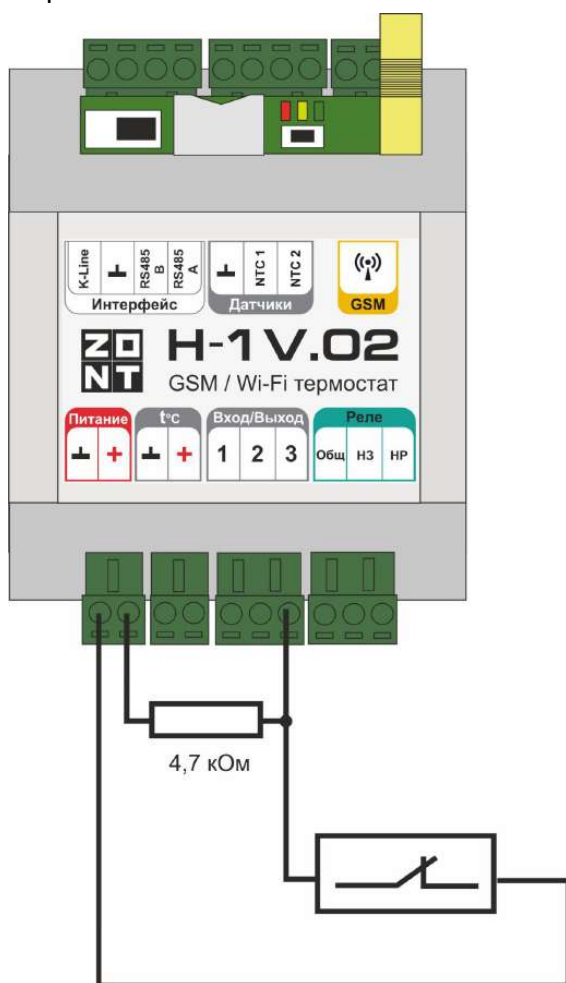 K-Line ⊥ RS485 B RS485 A
Интерфейс
⊥ NTC 1 NTC 2
Датчики
GSM
ZONT
H-1V.02
GSM / Wi-Fi термостат
Питание
⊥ +
t°C
⊥ +
Вход/Выход
1 2 3
Реле
Общ НЗ НР
4,7 кОм